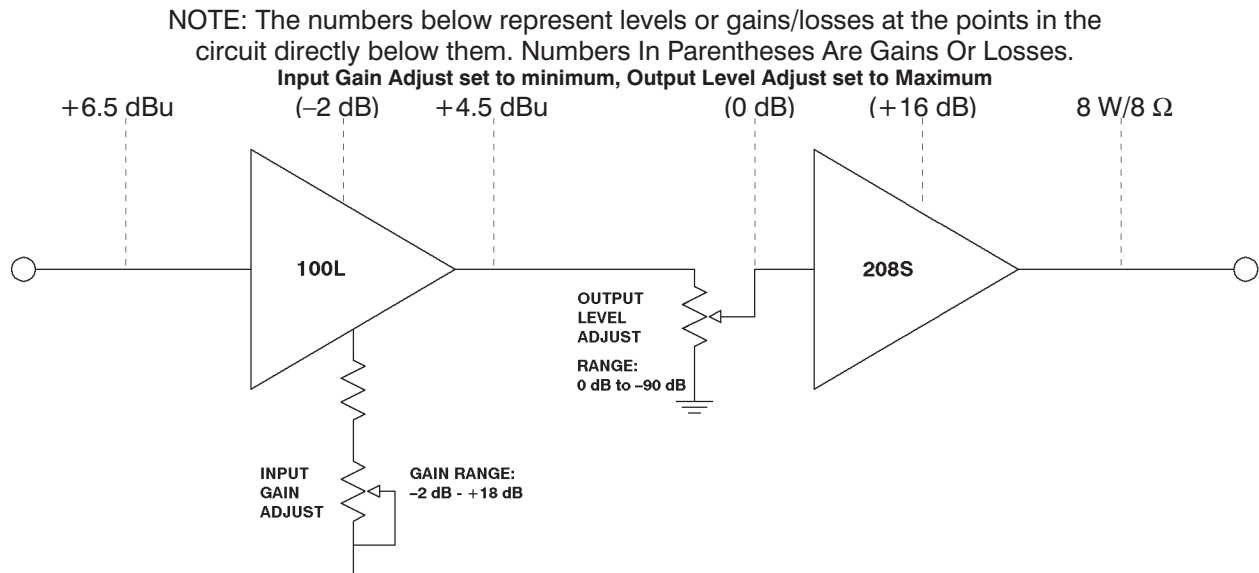 NOTE: The numbers below represent levels or gains/losses at the points in the
circuit directly below them. Numbers In Parentheses Are Gains Or Losses.
Input Gain Adjust set to minimum, Output Level Adjust set to Maximum
+6.5 dBu (–2 dB) +4.5 dBu (0 dB) (+16 dB) 8 W/8 Ω
100L
208S
OUTPUT
LEVEL
ADJUST
RANGE:
0 dB to –90 dB
INPUT
GAIN
ADJUST
GAIN RANGE:
–2 dB - +18 dB